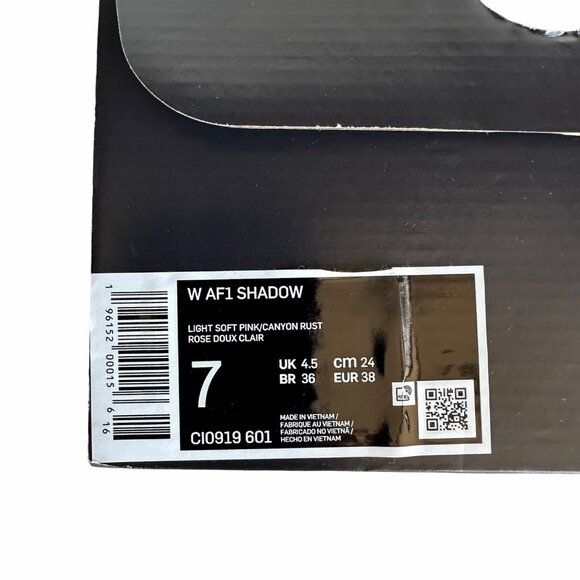 W AF1 SHADOW
LIGHT SOFT PINK/CANYON RUST
ROSE DOUX CLAIR
7
UK 4.5 cm 24
BR 36 EUR 38
CI0919 601
MADE IN VIETNAM /
FABRIQUE AU VIETNAM /
FABRICADO NO VIETNÃ /
HECHO EN VIETNAM
1 96152 00015 6 16